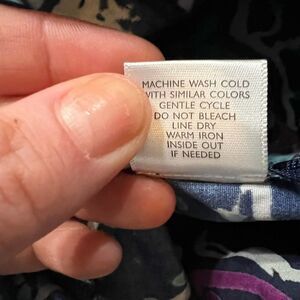 MACHINE WASH COLD
WITH SIMILAR COLORS
GENTLE CYCLE
DO NOT BLEACH
LINE DRY
WARM IRON
INSIDE OUT
IF NEEDED